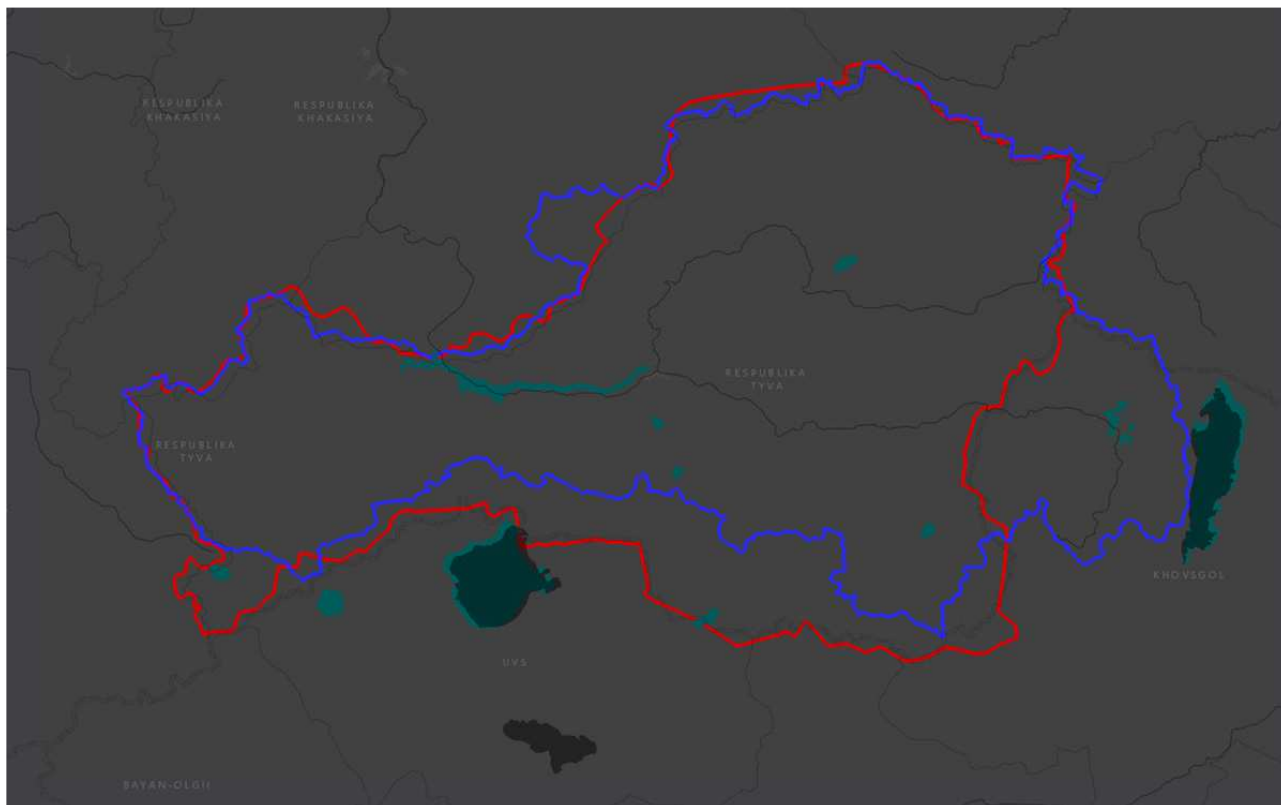 RESPUBLIKA
KHAKASIYA
RESPUBLIKA
KHAKASIYA
RESPUBLIKA
TYVA
RESPUBLIKA
TYVA
KHOVSGOL
UVS
BAYAN-OLGII